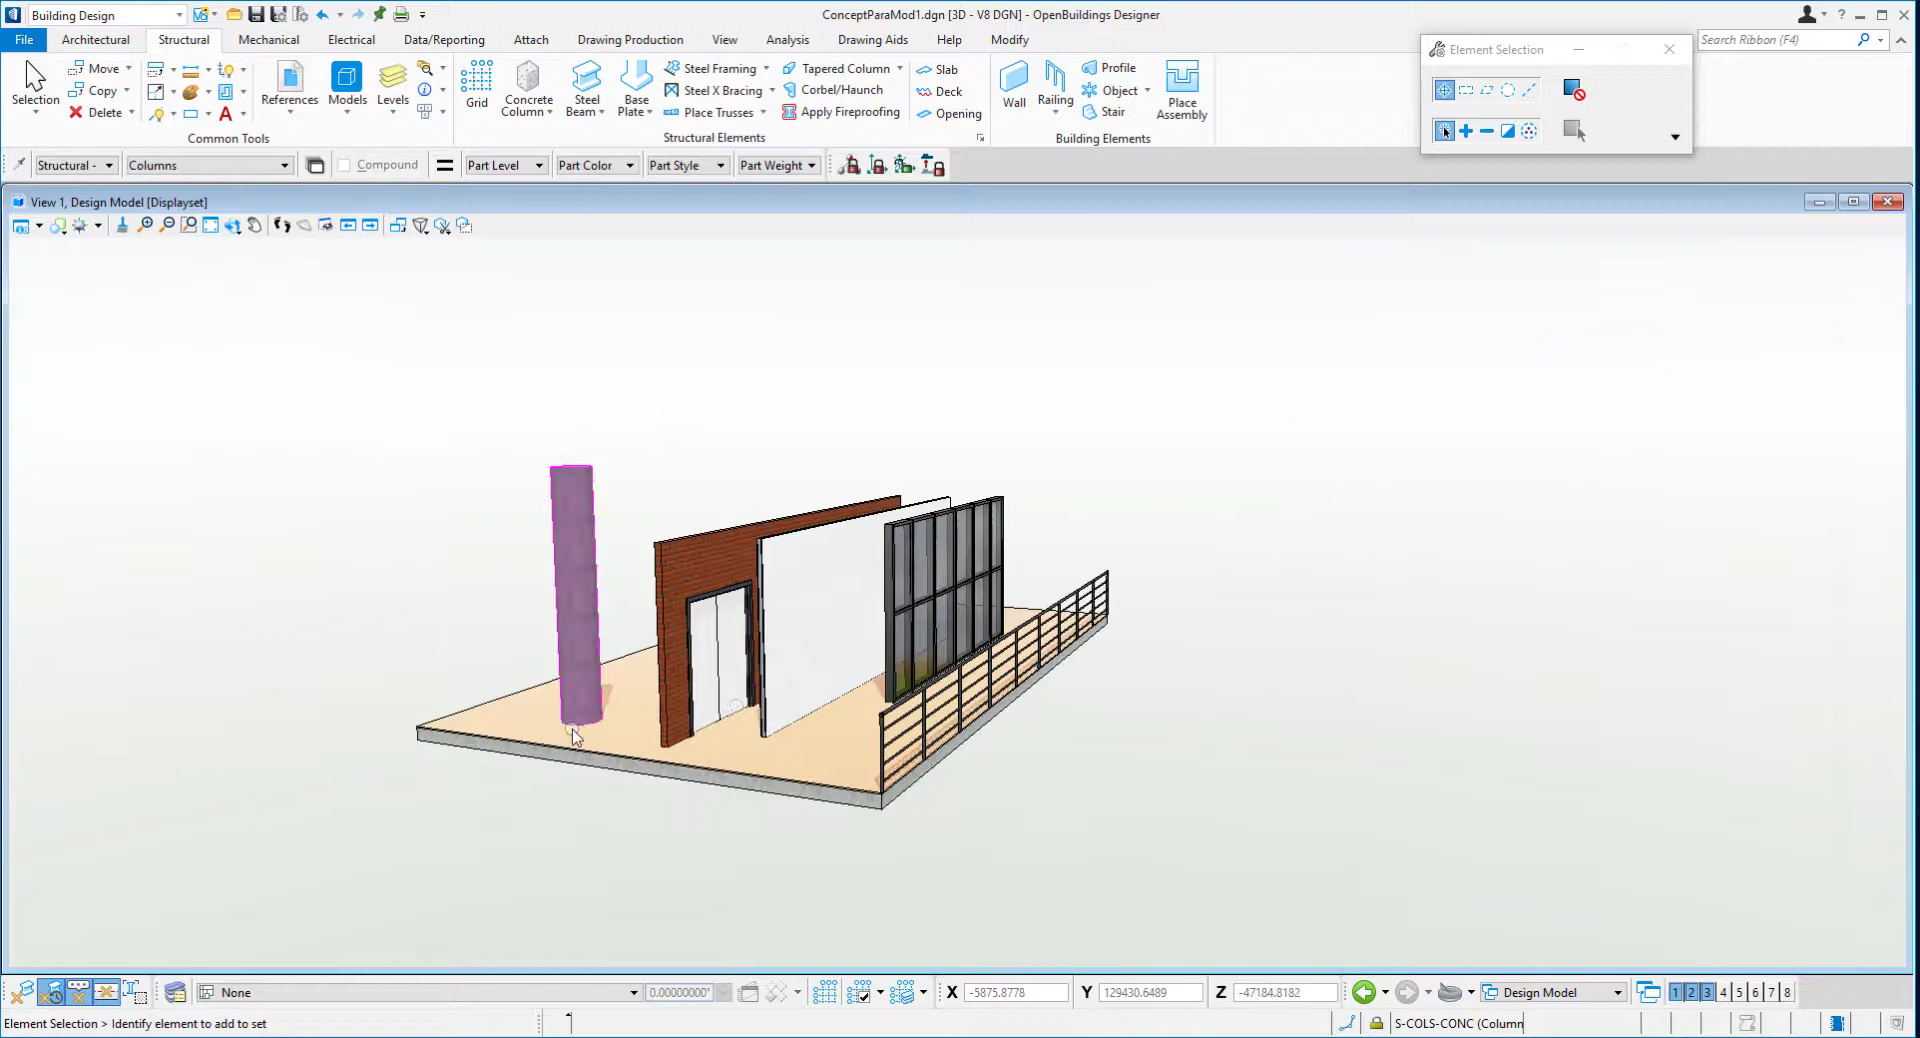 Building Design
ConceptParaMod1.dgn [3D - V8 DGN] - OpenBuildings Designer
File
Architectural
Structural
Mechanical
Electrical
Data/Reporting
Attach
Drawing Production
View
Analysis
Drawing Aids
Help
Modify
Search Ribbon (F4)
Element Selection
Selection
Move
Copy
Delete
References
Models
Levels
Common Tools
Grid
Concrete Column
Steel Beam
Base Plate
Steel Framing
Steel X Bracing
Place Trusses
Tapered Column
Corbel/Haunch
Apply Fireproofing
Slab
Deck
Opening
Structural Elements
Wall
Railing
Profile
Object
Stair
Place Assembly
Building Elements
Structural -
Columns
Compound
Part Level
Part Color
Part Style
Part Weight
View 1, Design Model [Displayset]
None
0.00000000°
X -5875.8778
Y 129430.6489
Z -47184.8182
Design Model
1 2 3 4 5 6 7 8
Element Selection > Identify element to add to set
S-COLS-CONC (Column